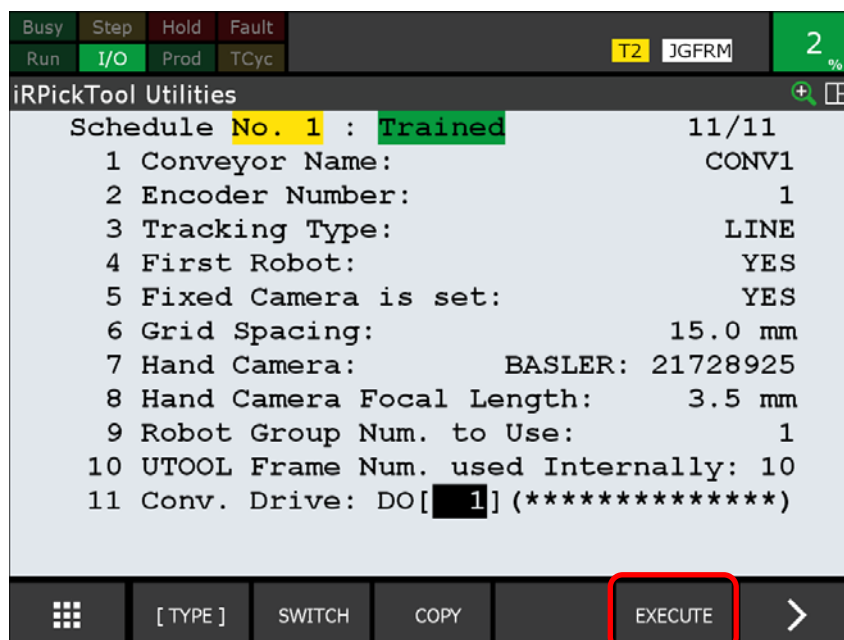 Busy Step Hold Fault
Run I/O Prod TCyc
T2 JGFRM
2 %
iRPickTool Utilities
Schedule No. 1 : Trained 11/11
1 Conveyor Name: CONV1
2 Encoder Number: 1
3 Tracking Type: LINE
4 First Robot: YES
5 Fixed Camera is set: YES
6 Grid Spacing: 15.0 mm
7 Hand Camera: BASLER: 21728925
8 Hand Camera Focal Length: 3.5 mm
9 Robot Group Num. to Use: 1
10 UTOOL Frame Num. used Internally: 10
11 Conv. Drive: DO[ 1](**************)
[ TYPE ] SWITCH COPY EXECUTE >